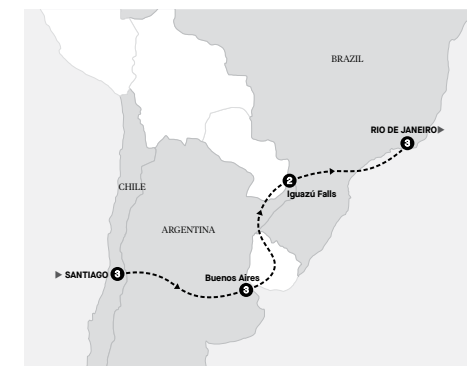 BRAZIL
RIO DE JANEIRO
3
2
Iguazú Falls
CHILE
ARGENTINA
SANTIAGO
3
Buenos Aires
3